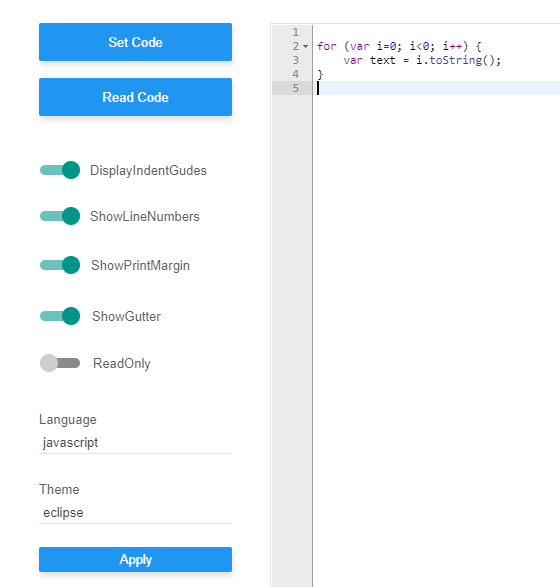 Set Code
Read Code
DisplayIndentGudes
ShowLineNumbers
ShowPrintMargin
ShowGutter
ReadOnly
Language
javascript
Theme
eclipse
Apply
1
2 for (var i=0; i<0; i++) {
3     var text = i.toString();
4 }
5